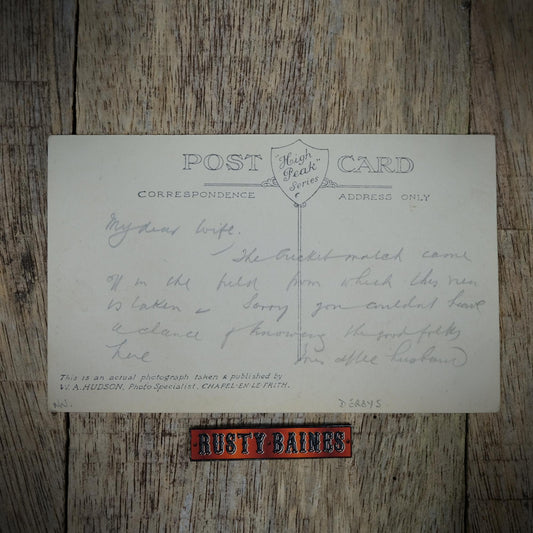 POST CARD
"High Peak" Series
CORRESPONDENCE ADDRESS ONLY
My dear Wife.
The Cricket match came
off in the field from which this view
is taken Sorry you couldnt have
a chance of knowing the good folks
here husband
This is an actual photograph taken & published by
W. A. HUDSON, Photo Specialist, CHAPEL-EN-LE FRITH.
DERBYS
RUSTY·BAINES